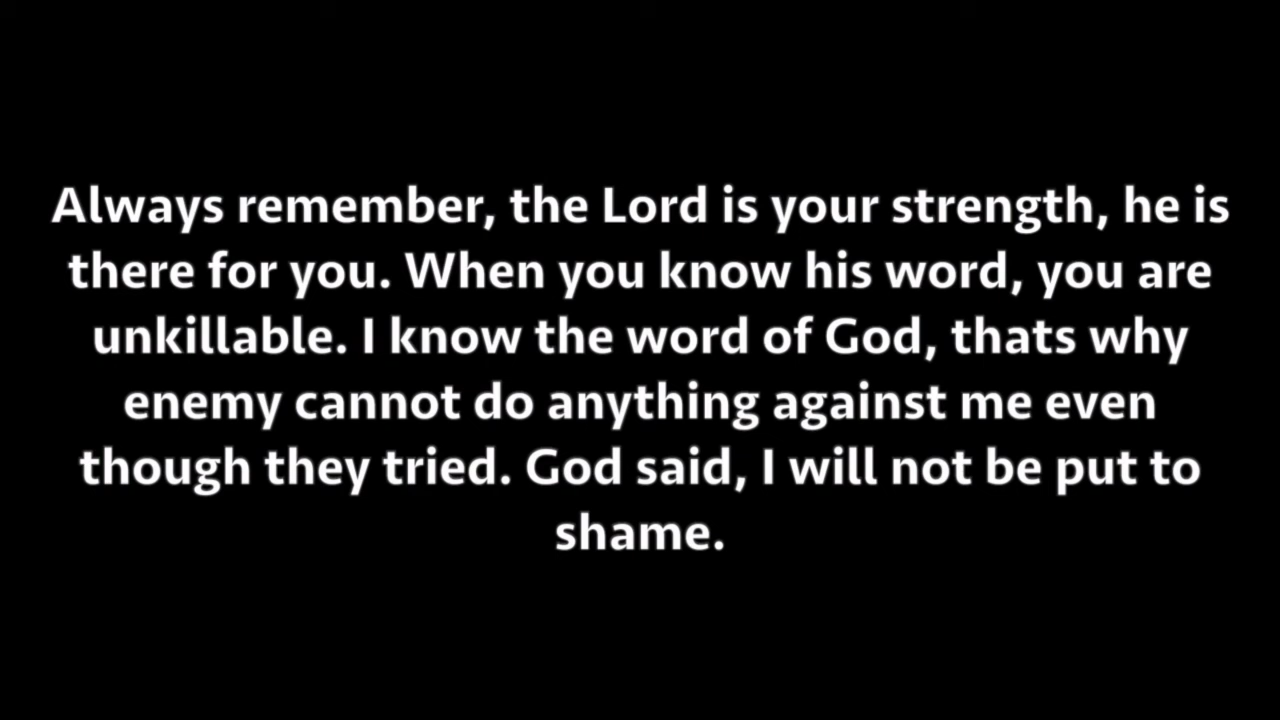 Always remember, the Lord is your strength, he is
there for you. When you know his word, you are
unkillable. I know the word of God, thats why
enemy cannot do anything against me even
though they tried. God said, I will not be put to
shame.